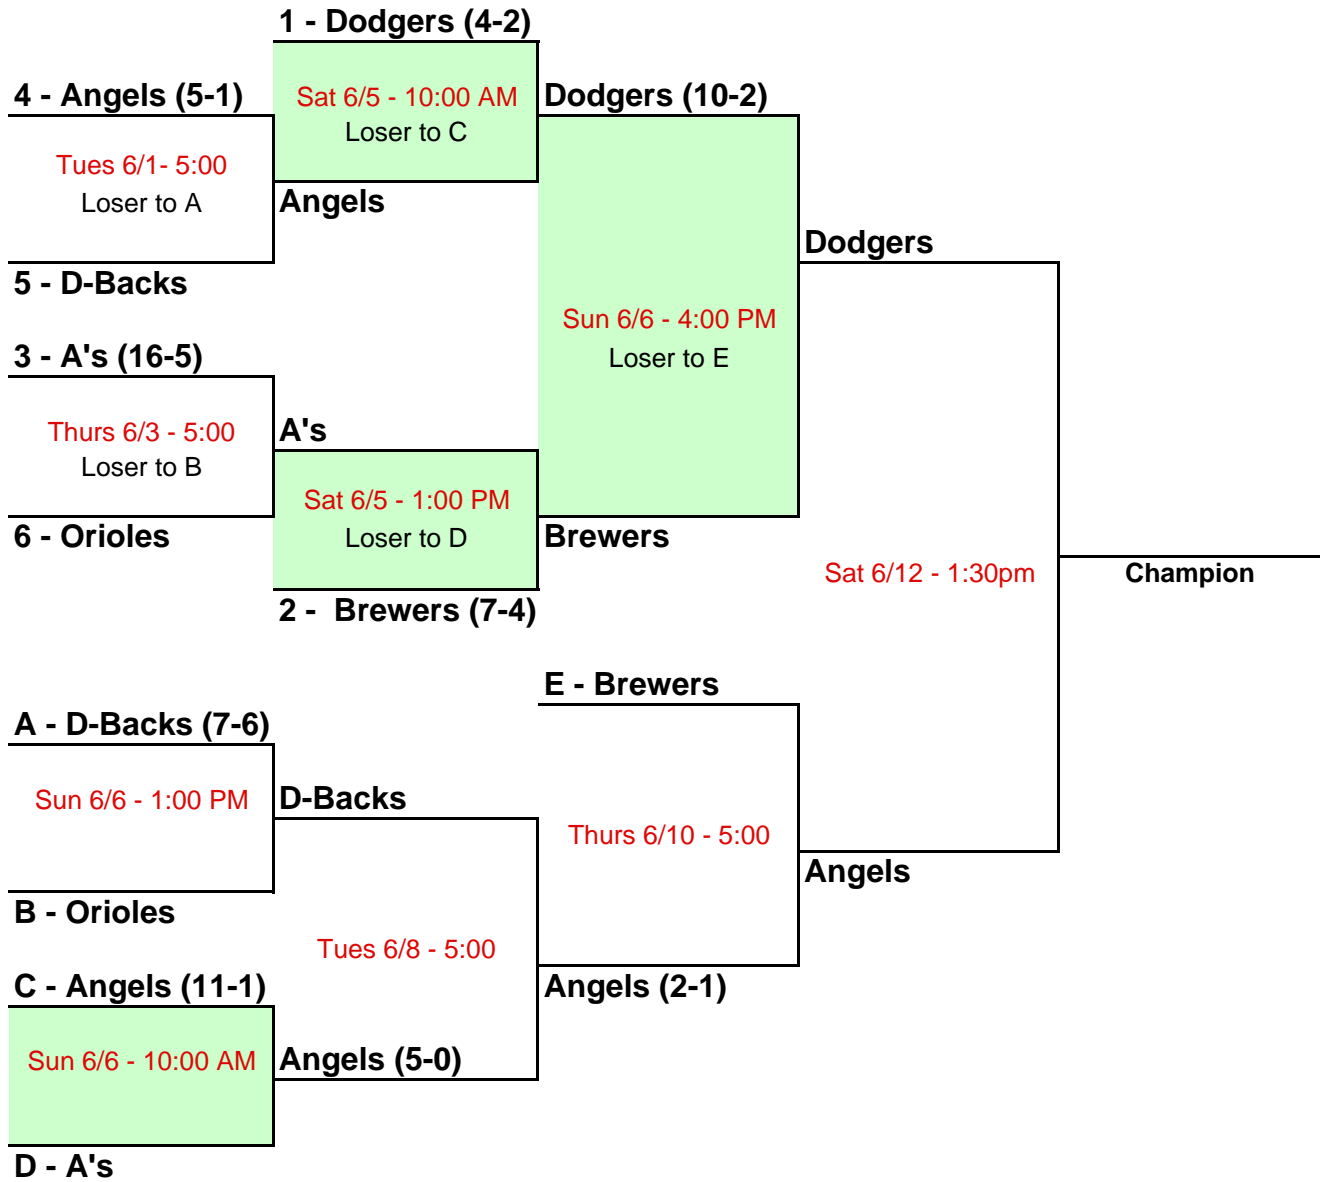 1 - Dodgers (4-2)
4 - Angels (5-1)
Sat 6/5 - 10:00 AM
Loser to C
Dodgers (10-2)
Tues 6/1- 5:00
Loser to A
Angels
Dodgers
5 - D-Backs
Sun 6/6 - 4:00 PM
Loser to E
3 - A's (16-5)
Thurs 6/3 - 5:00
Loser to B
A's
Sat 6/5 - 1:00 PM
Loser to D
6 - Orioles
Brewers
Sat 6/12 - 1:30pm
Champion
2 -  Brewers (7-4)
E - Brewers
A - D-Backs (7-6)
Sun 6/6 - 1:00 PM
D-Backs
Thurs 6/10 - 5:00
Angels
B - Orioles
Tues 6/8 - 5:00
C - Angels (11-1)
Angels (2-1)
Sun 6/6 - 10:00 AM
Angels (5-0)
D - A's